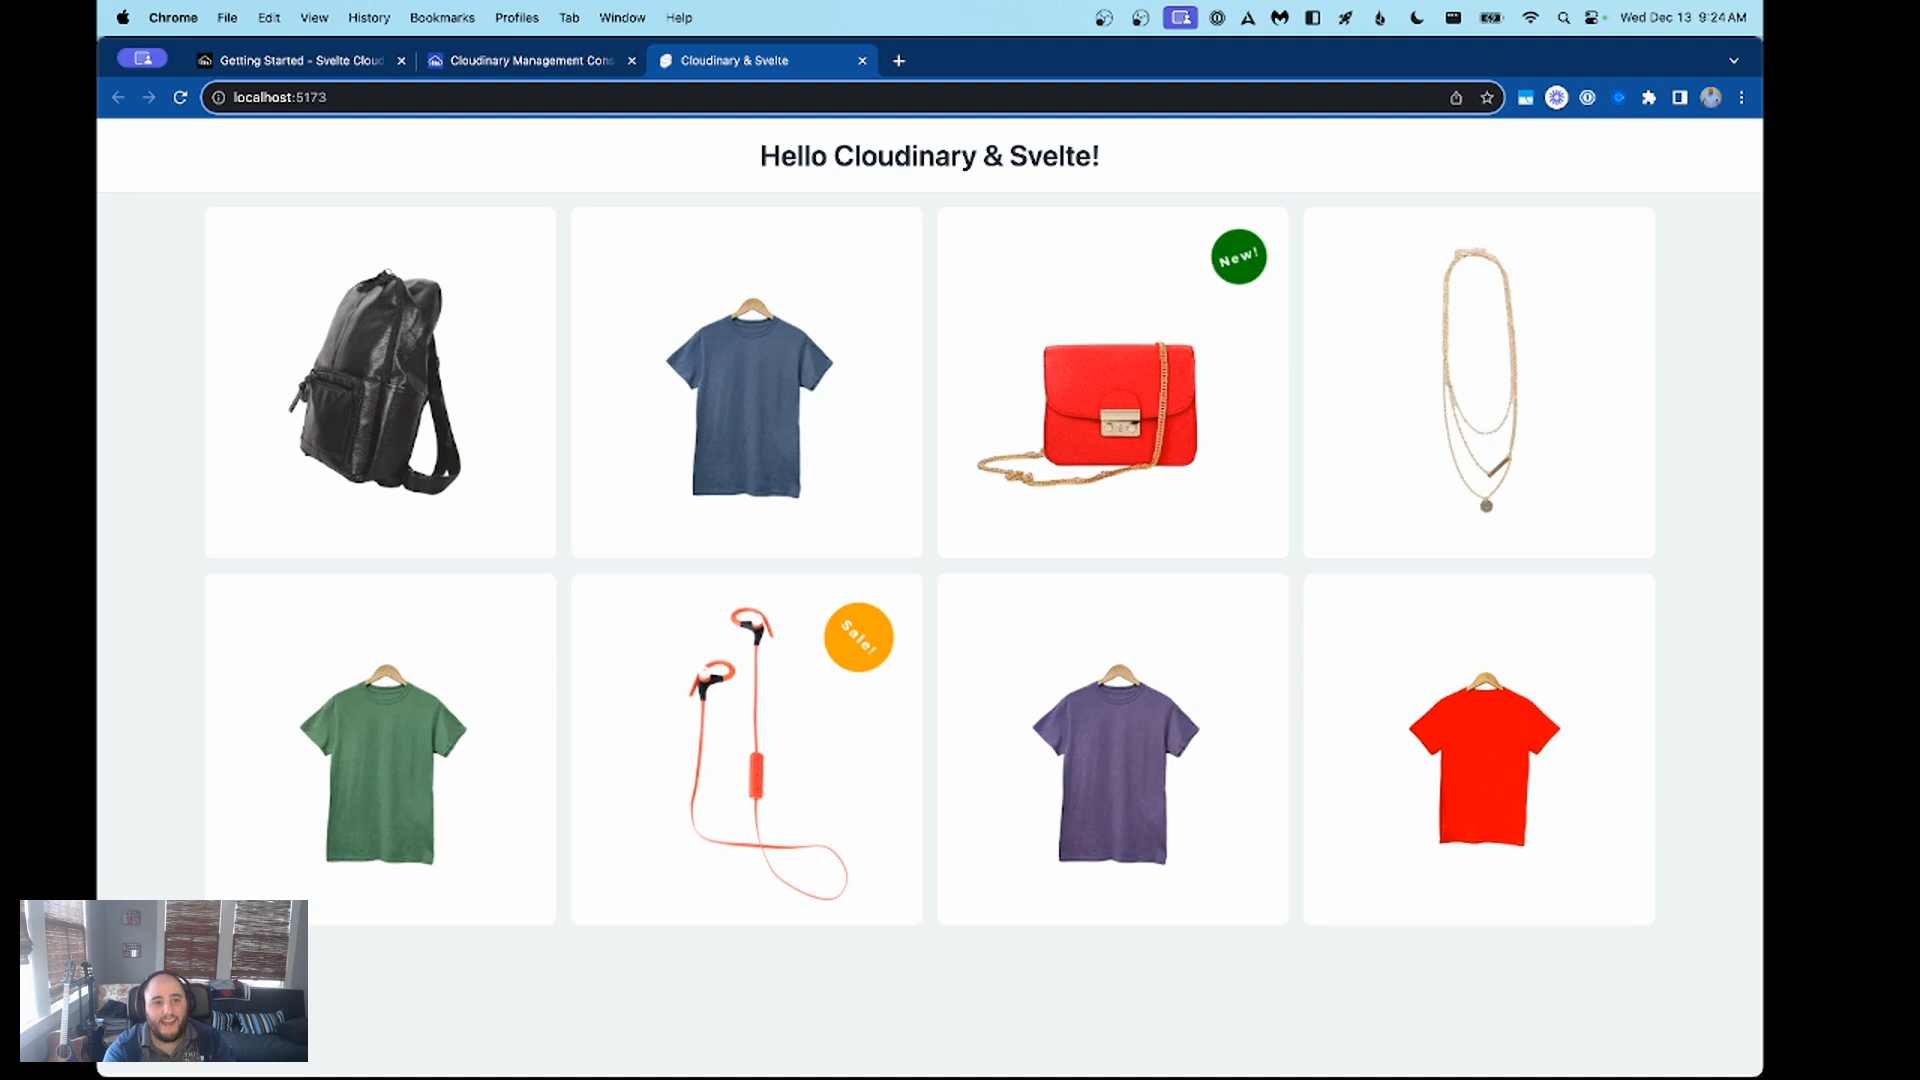 Chrome File Edit View History Bookmarks Profiles Tab Window Help Wed Dec 13 9:24 AM
Getting Started - Svelte Cloud Cloudinary Management Con Cloudinary & Svelte
localhost:5173
Hello Cloudinary & Svelte!
New!
Sale!